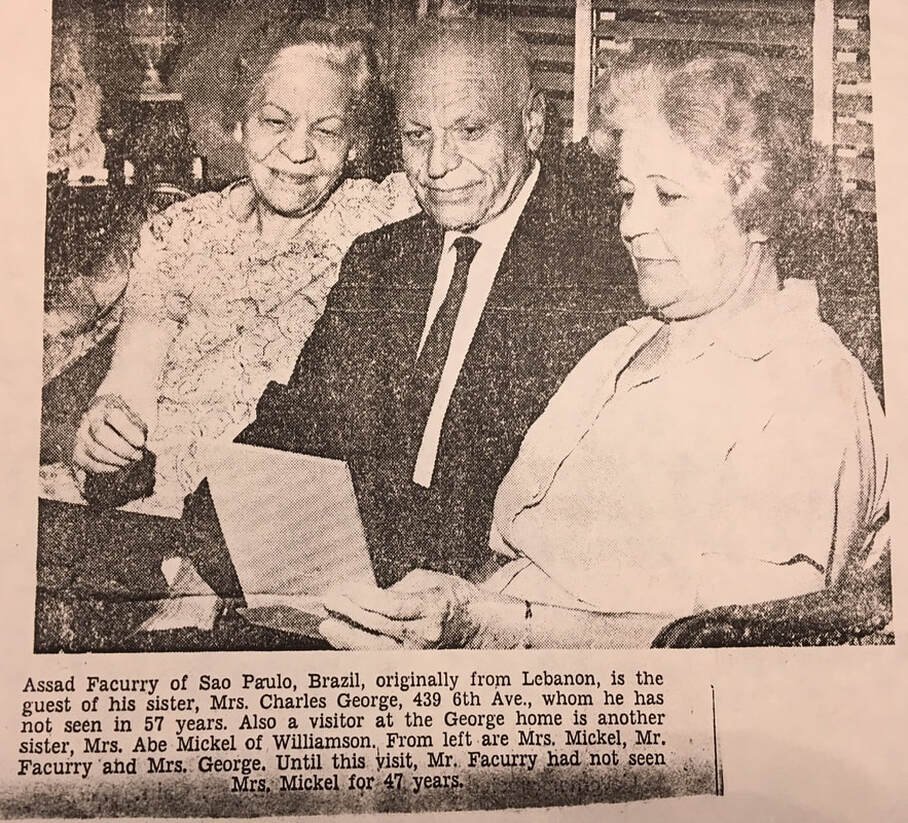 Assad Facurry of Sao Paulo, Brazil, originally from Lebanon, is the
guest of his sister, Mrs. Charles George, 439 6th Ave., whom he has
not seen in 57 years. Also a visitor at the George home is another
sister, Mrs. Abe Mickel of Williamson. From left are Mrs. Mickel, Mr.
Facurry and Mrs. George. Until this visit, Mr. Facurry had not seen
Mrs. Mickel for 47 years.